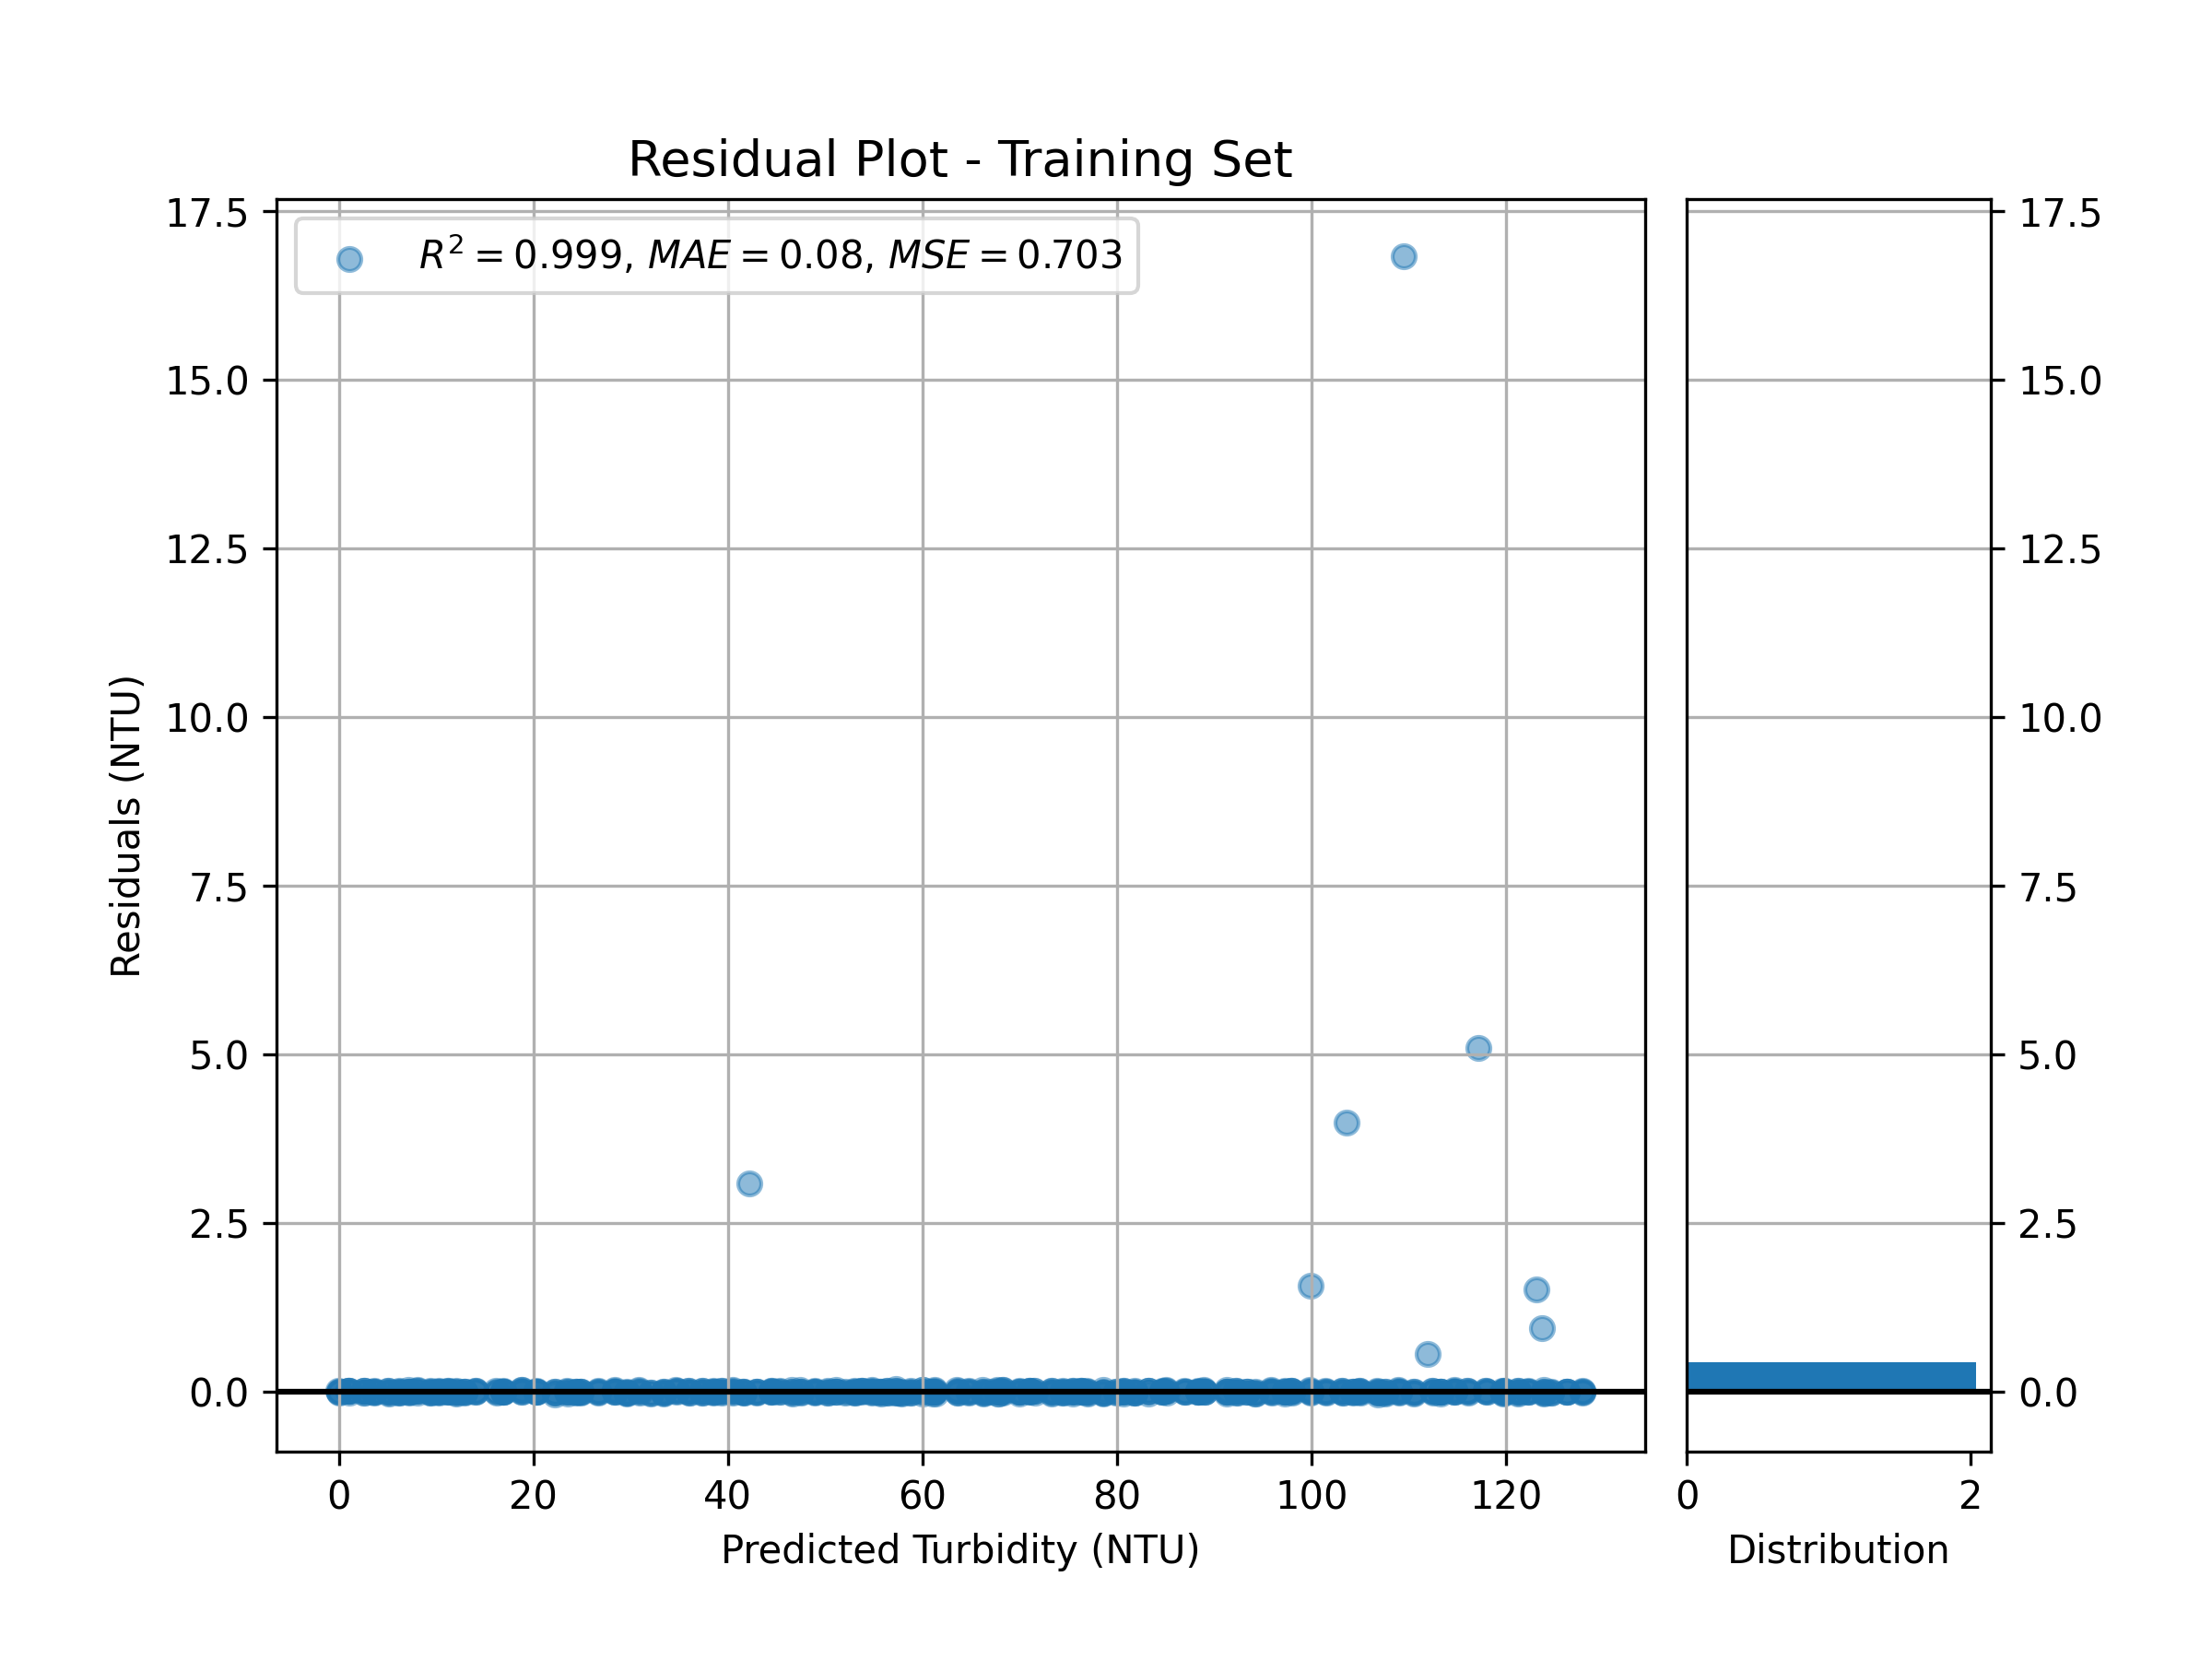 Residual Plot - Training Set
R² = 0.999, MAE = 0.08, MSE = 0.703
17.5
15.0
12.5
10.0
7.5
5.0
2.5
0.0
Residuals (NTU)
0 20 40 60 80 100 120
Predicted Turbidity (NTU)
17.5
15.0
12.5
10.0
7.5
5.0
2.5
0.0
0 2
Distribution